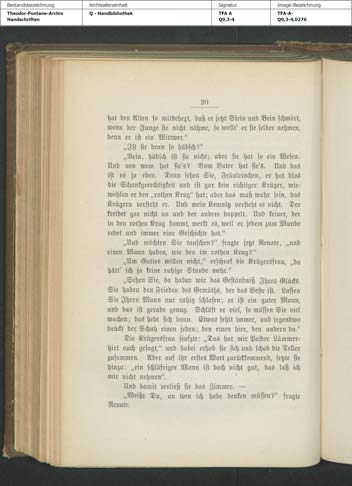 Bestandsbezeichnung
Archivalieneinheit
Signatur
Image-Bezeichnung
Theodor-Fontane-Archiv
Handschriften
Q - Handbibliothek
TFA A
Q9,3-4
TFA-A-
Q9,3-4,0276
20
hat den Alten so mitbehext, daß er jetzt Stein und Bein schwört,
wenn der Junge sie nicht nähme, so wollt' er sie selber nehmen,
denn er ist ein Wittwer."
„Ist sie denn so hübsch?"
„Nein, hübsch ist sie nicht; aber sie hat so ein Wesen.
Und von wem hat sie's? Vom Vater hat sie's. Und das
ist es ja eben. Denn sehen Sie, Fräuleinchen, er hat blos
die Schankgerechtigkeit und ist gar kein richtiger Krüger, wie-
wohlen er den „rothen Krug" hat; aber das muß wahr sein, das
Krügern versteht er. Und mein Kemnitz versteht es nicht. Der
kreidet gar nicht an und der andere doppelt. Und keiner, der
in den rothen Krug kommt, merkt es, weil er jedem zum Munde
redet und immer eine Geschichte hat."
„Und möchten Sie tauschen?" fragte jetzt Renate, „und
einen Mann haben, wie den im rothen Krug?"
„Um Gottes willen nicht," erschrak die Krügersfrau, „da
hätt' ich ja keine ruhige Stunde mehr."
„Sehen Sie, da haben wir das Geständniß Ihres Glücks.
Sie haben den Frieden des Gemüths, der das Beste ist. Lassen
Sie Ihren Mann nur ruhig schlafen; er ist ein guter Mann,
und das ist gerade genug. Schläft er viel, so müssen Sie viel
wachen; das hebt sich dann. Etwas fehlt immer, und irgendwo
drückt der Schuh einen jeden; den einen hier, den andern da."
Die Krügersfrau seufzte: „Das hat mir Pastor Lämmer-
hirt auch gesagt," und dabei erhob sie sich und schob die Teller
zusammen. Aber auf ihr erstes Wort zurückkommend, setzte sie
hinzu: „ein schläfriger Mann ist doch nicht gut, das laß ich
mir nicht nehmen".
Und damit verließ sie das Zimmer. —
„Weißt Du, an wen ich habe denken müssen?" fragte
Renate.